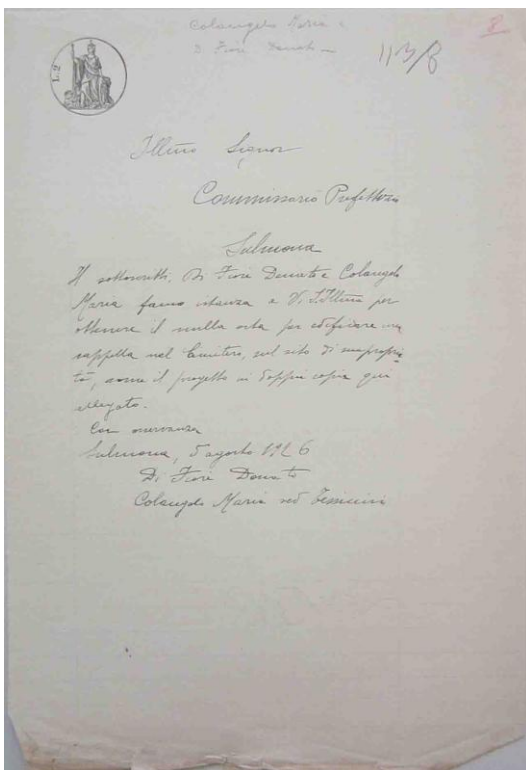 Colangelo Maria e
Di Fiore Donato
113/8
L. 2
Ill.mo Signor
Commissario Prefettizio
Sulmona
Il sottoscritti, Di Fiore Donato e Colangelo
Maria fanno istanza a V. S. Ill.ma per
ottenere il nulla osta per edificare una
cappella nel Cimitero, sul sito di sua proprie
tà, come il progetto in doppia copia qui
allegato.
Con osservanza
Sulmona, 5 agosto 1926
Di Fiore Donato
Colangelo Maria ved.